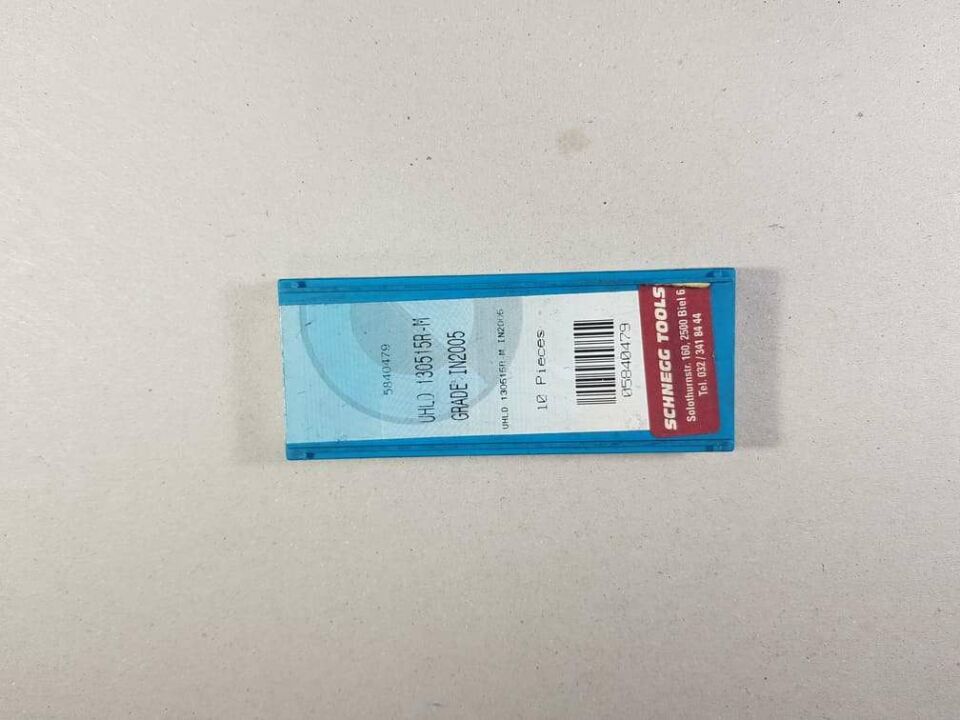 5840479
UHLD 130515R-M
GRADE: IN2005
UHLD 130515R-M IN2005
10 Pieces
05840479
SCHNEGG TOOLS
Solothurnstr. 160, 2500 Biel 6
Tel. 032 / 341 84 44